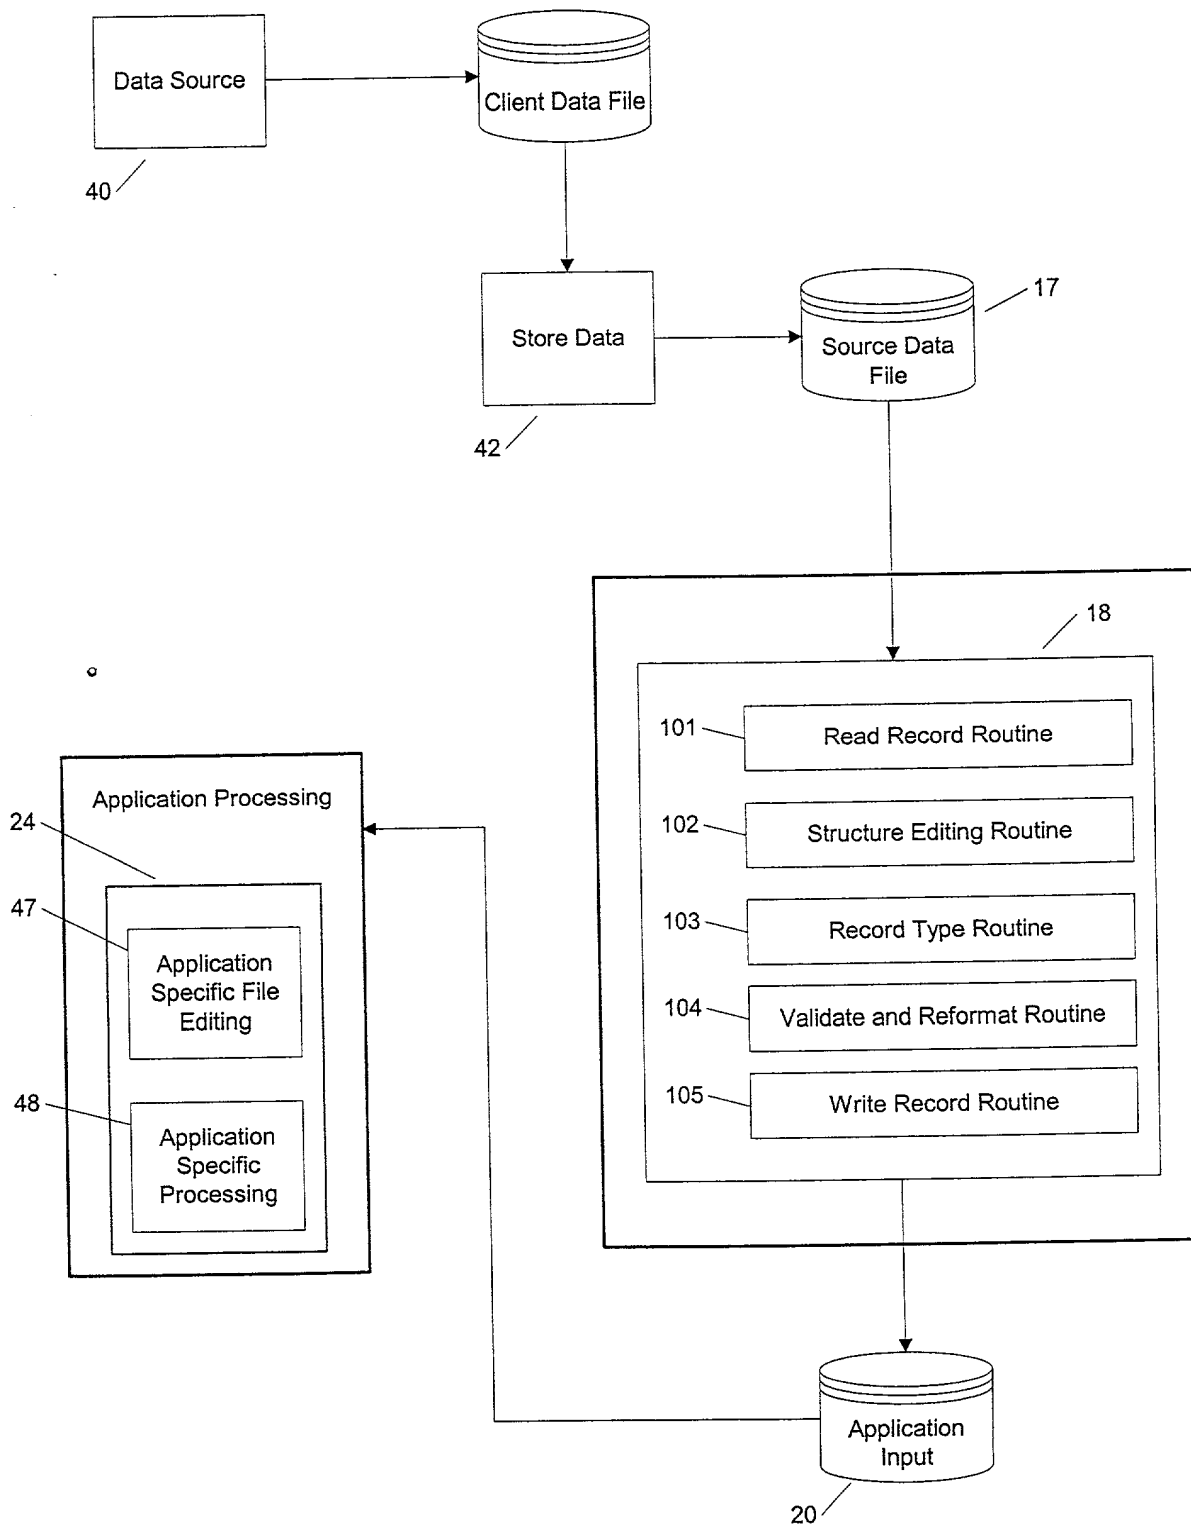 Data Source
Client Data File
40
Store Data
17
Source Data
File
42
18
101
Read Record Routine
Application Processing
24
102
Structure Editing Routine
47
Application
Specific File
Editing
103
Record Type Routine
104
Validate and Reformat Routine
48
Application
Specific
Processing
105
Write Record Routine
Application
Input
20